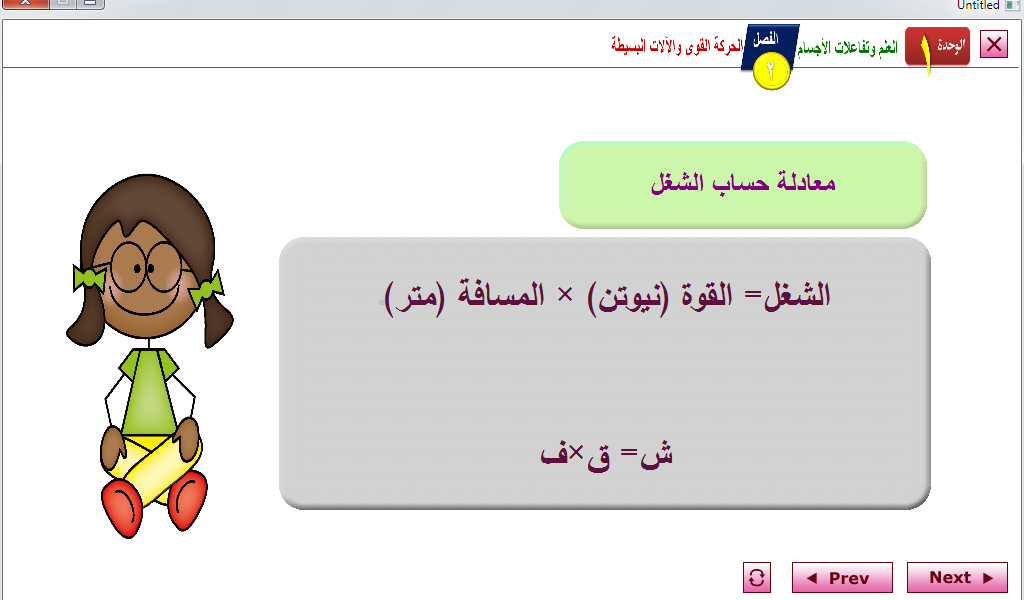 Untitled
الوحدة ١ العلم وتفاعلات الأجسام الفصل ٢ الحركة القوى والآلات البسيطة
معادلة حساب الشغل
الشغل= القوة (نيوتن) × المسافة (متر)
ش= ق×ف
Prev
Next